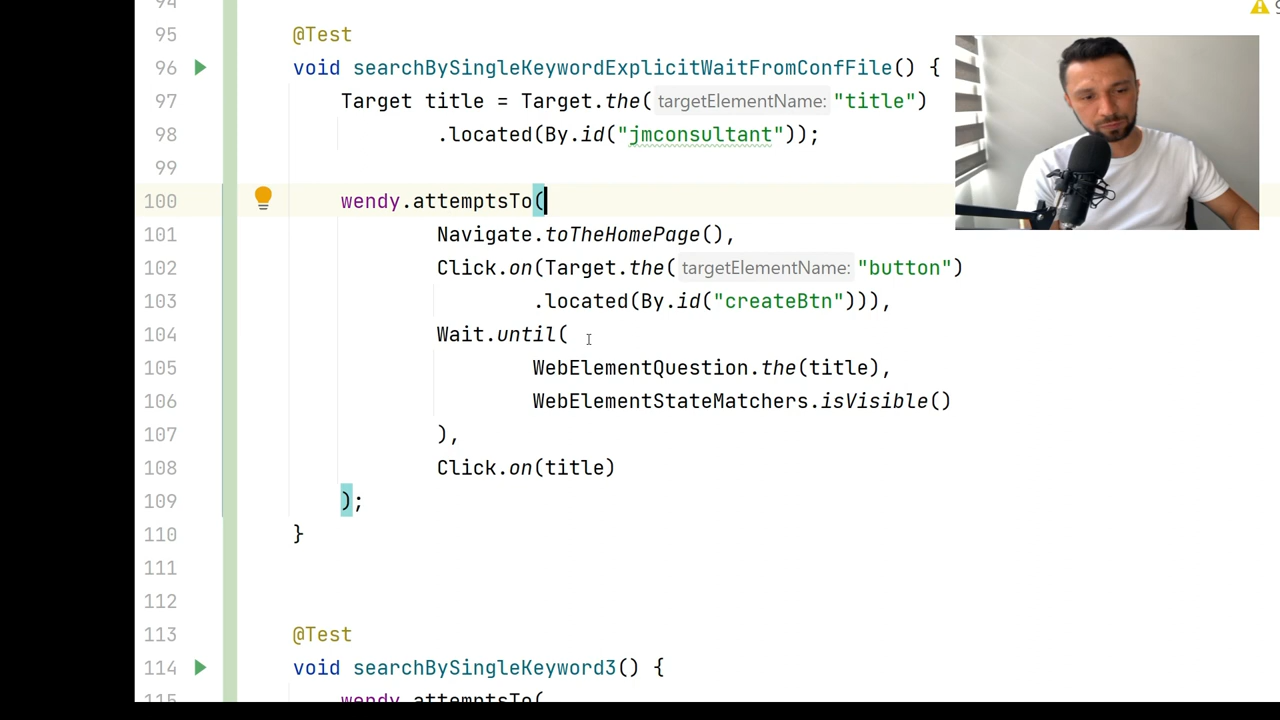 94
95 @Test
96 void searchBySingleKeywordExplicitWaitFromConfFile() {
97 Target title = Target.the( targetElementName: "title")
98 .located(By.id("jmconsultant"));
99
100 wendy.attemptsTo(
101 Navigate.toTheHomePage(),
102 Click.on(Target.the( targetElementName: "button")
103 .located(By.id("createBtn"))),
104 Wait.until(
105 WebElementQuestion.the(title),
106 WebElementStateMatchers.isVisible()
107 ),
108 Click.on(title)
109 );
110 }
111
112
113 @Test
114 void searchBySingleKeyword3() {
115 wendy.attemptsTo(